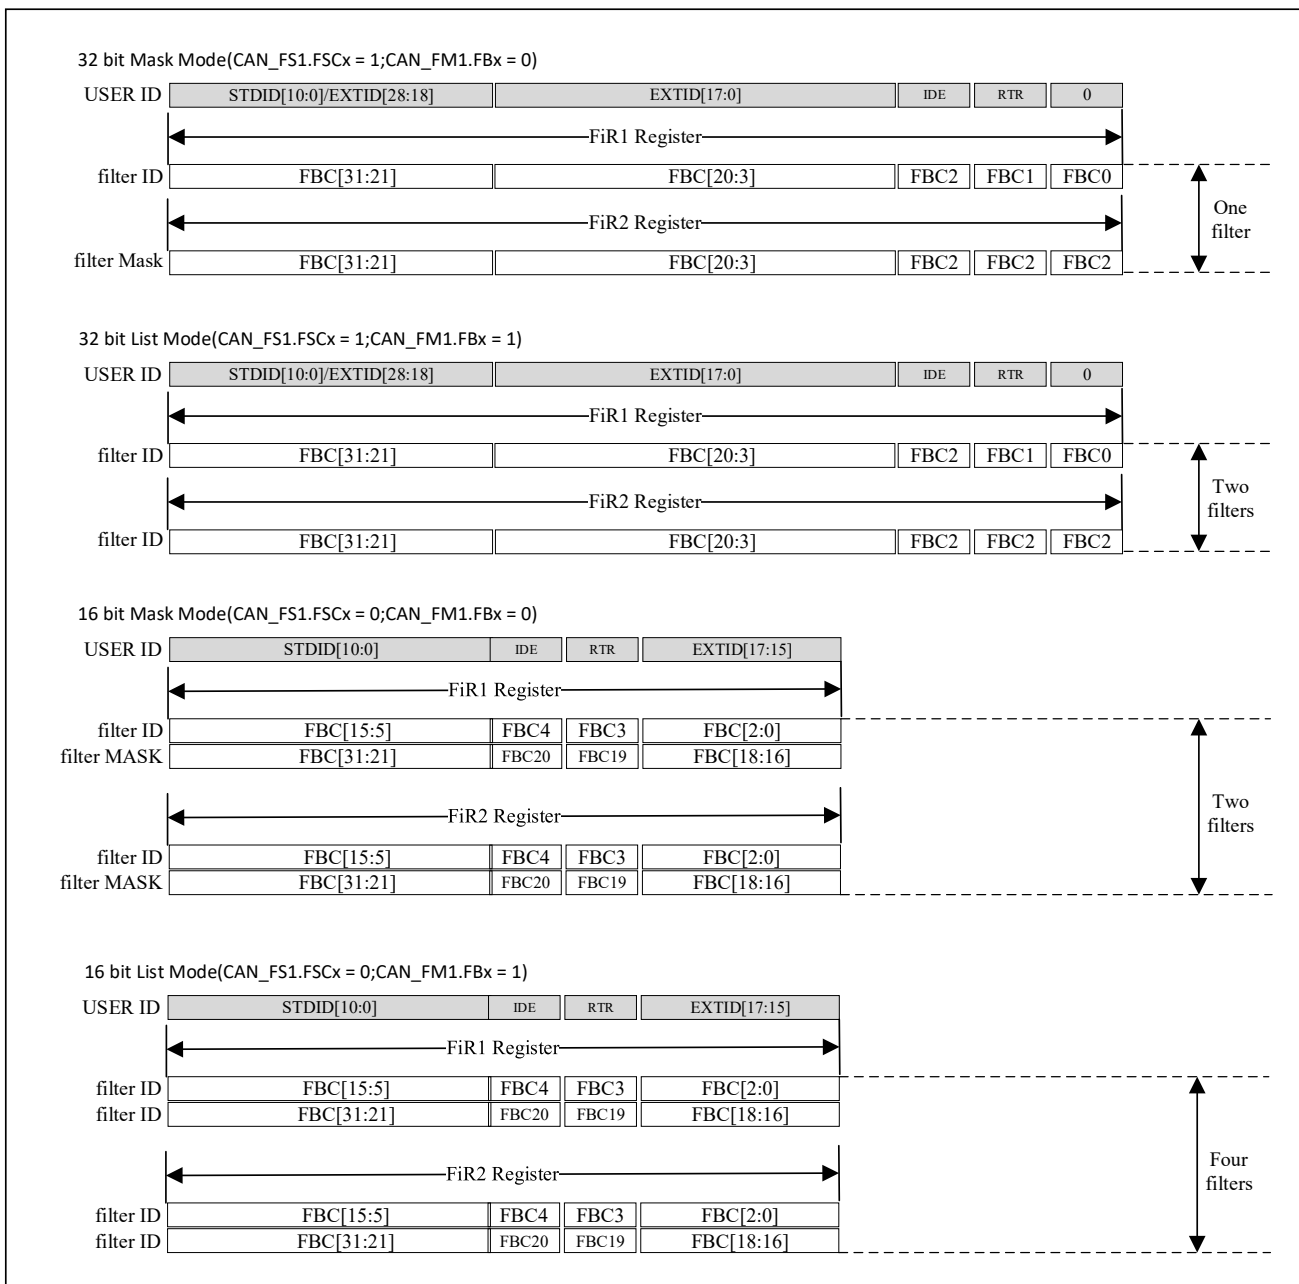 32 bit Mask Mode(CAN_FS1.FSCx = 1;CAN_FM1.FBx = 0)
USER ID STDID[10:0]/EXTID[28:18] EXTID[17:0] IDE RTR 0
FiR1 Register
filter ID FBC[31:21] FBC[20:3] FBC2 FBC1 FBC0
FiR2 Register
One
filter
filter Mask FBC[31:21] FBC[20:3] FBC2 FBC2 FBC2
32 bit List Mode(CAN_FS1.FSCx = 1;CAN_FM1.FBx = 1)
USER ID STDID[10:0]/EXTID[28:18] EXTID[17:0] IDE RTR 0
FiR1 Register
filter ID FBC[31:21] FBC[20:3] FBC2 FBC1 FBC0
FiR2 Register
Two
filters
filter ID FBC[31:21] FBC[20:3] FBC2 FBC2 FBC2
16 bit Mask Mode(CAN_FS1.FSCx = 0;CAN_FM1.FBx = 0)
USER ID STDID[10:0] IDE RTR EXTID[17:15]
FiR1 Register
filter ID FBC[15:5] FBC4 FBC3 FBC[2:0]
filter MASK FBC[31:21] FBC20 FBC19 FBC[18:16]
FiR2 Register
Two
filters
filter ID FBC[15:5] FBC4 FBC3 FBC[2:0]
filter MASK FBC[31:21] FBC20 FBC19 FBC[18:16]
16 bit List Mode(CAN_FS1.FSCx = 0;CAN_FM1.FBx = 1)
USER ID STDID[10:0] IDE RTR EXTID[17:15]
FiR1 Register
filter ID FBC[15:5] FBC4 FBC3 FBC[2:0]
filter ID FBC[31:21] FBC20 FBC19 FBC[18:16]
FiR2 Register
Four
filters
filter ID FBC[15:5] FBC4 FBC3 FBC[2:0]
filter ID FBC[31:21] FBC20 FBC19 FBC[18:16]